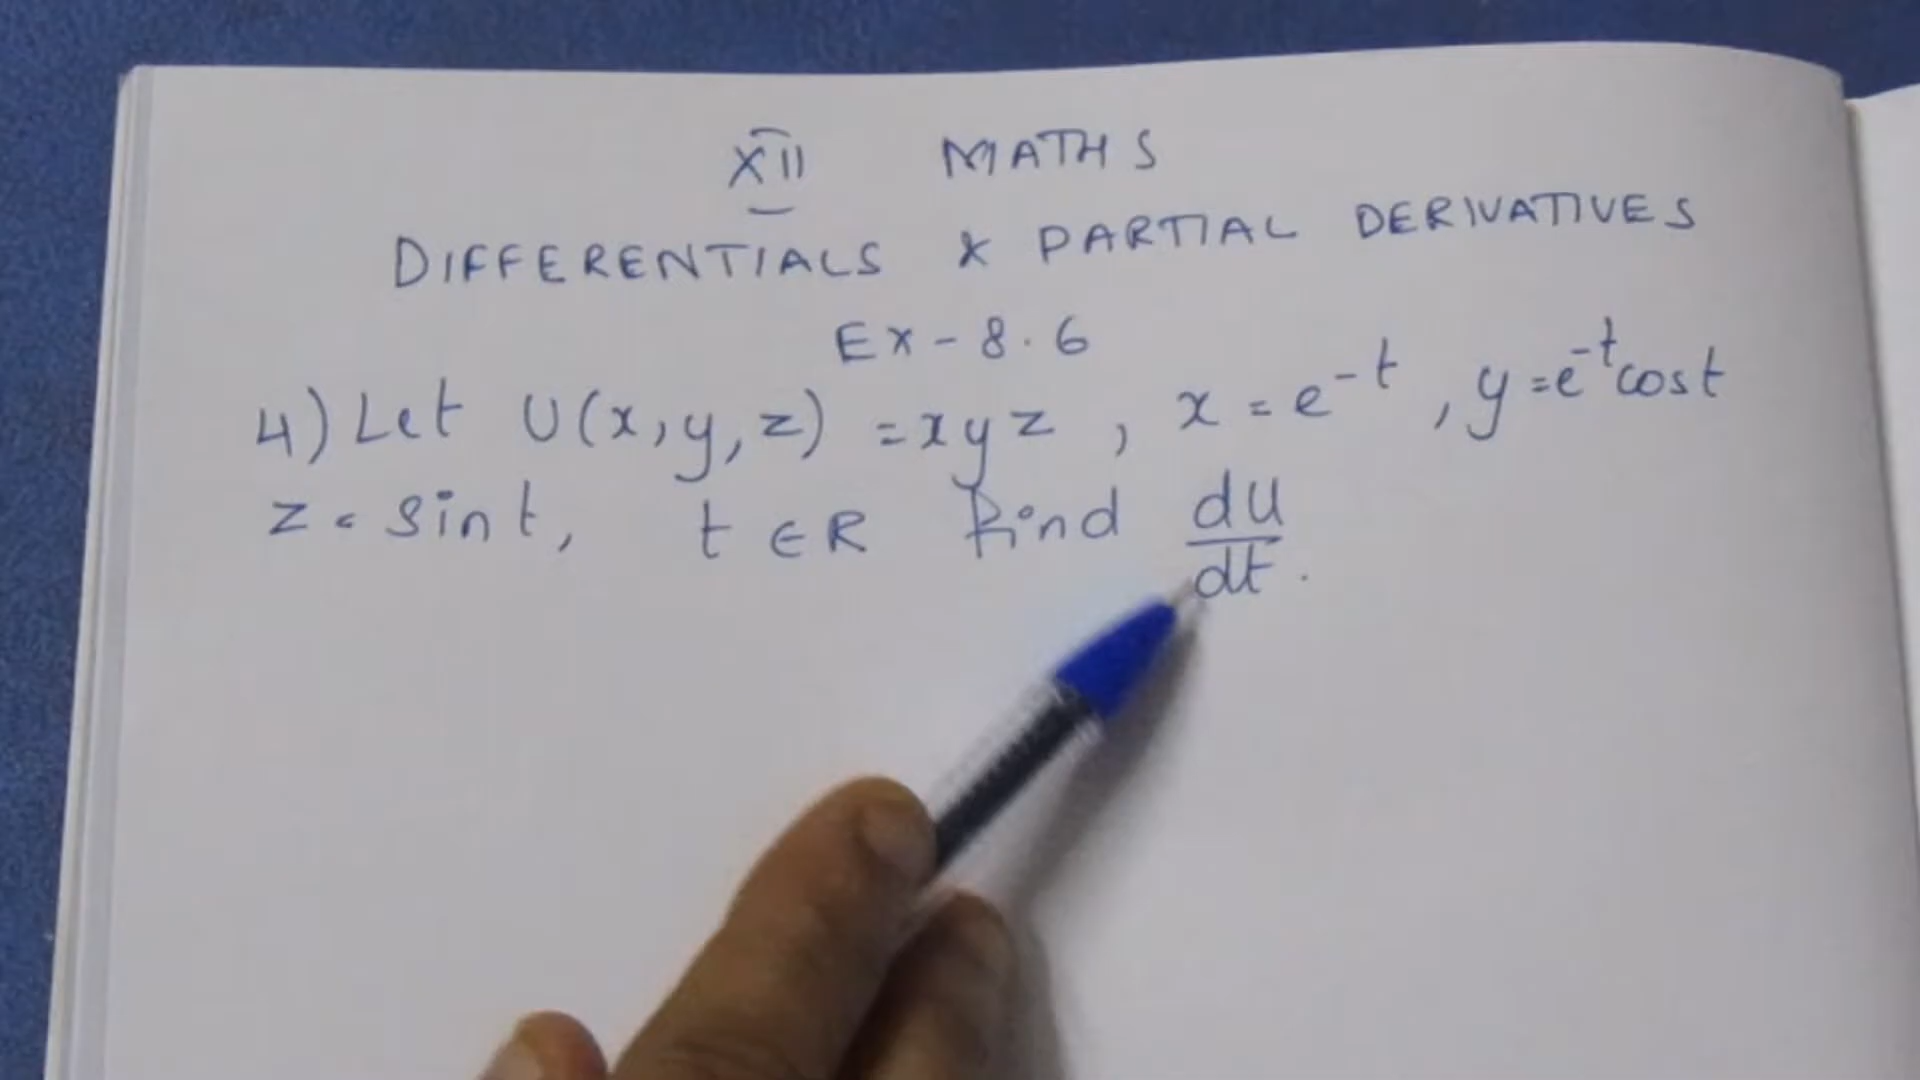 XII MATHS
DIFFERENTIALS & PARTIAL DERIVATIVES
Ex - 8.6
4) Let U(x, y, z) = xyz, x = e^{-t}, y = e^{-t} cost
z = sint, t ∈ R Find dU/dt.